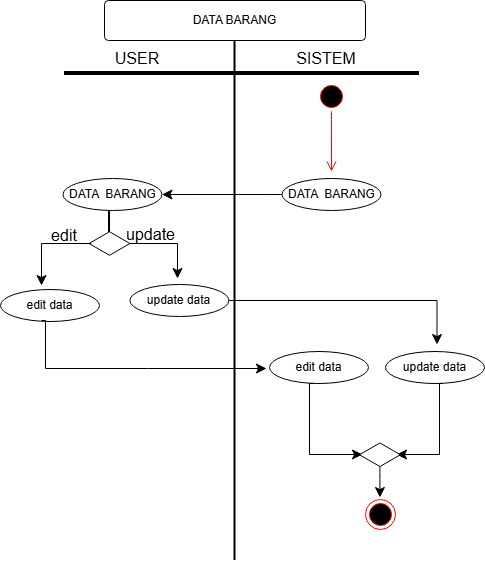 DATA BARANG
USER
SISTEM
DATA BARANG
DATA BARANG
edit
update
edit data
update data
edit data
update data